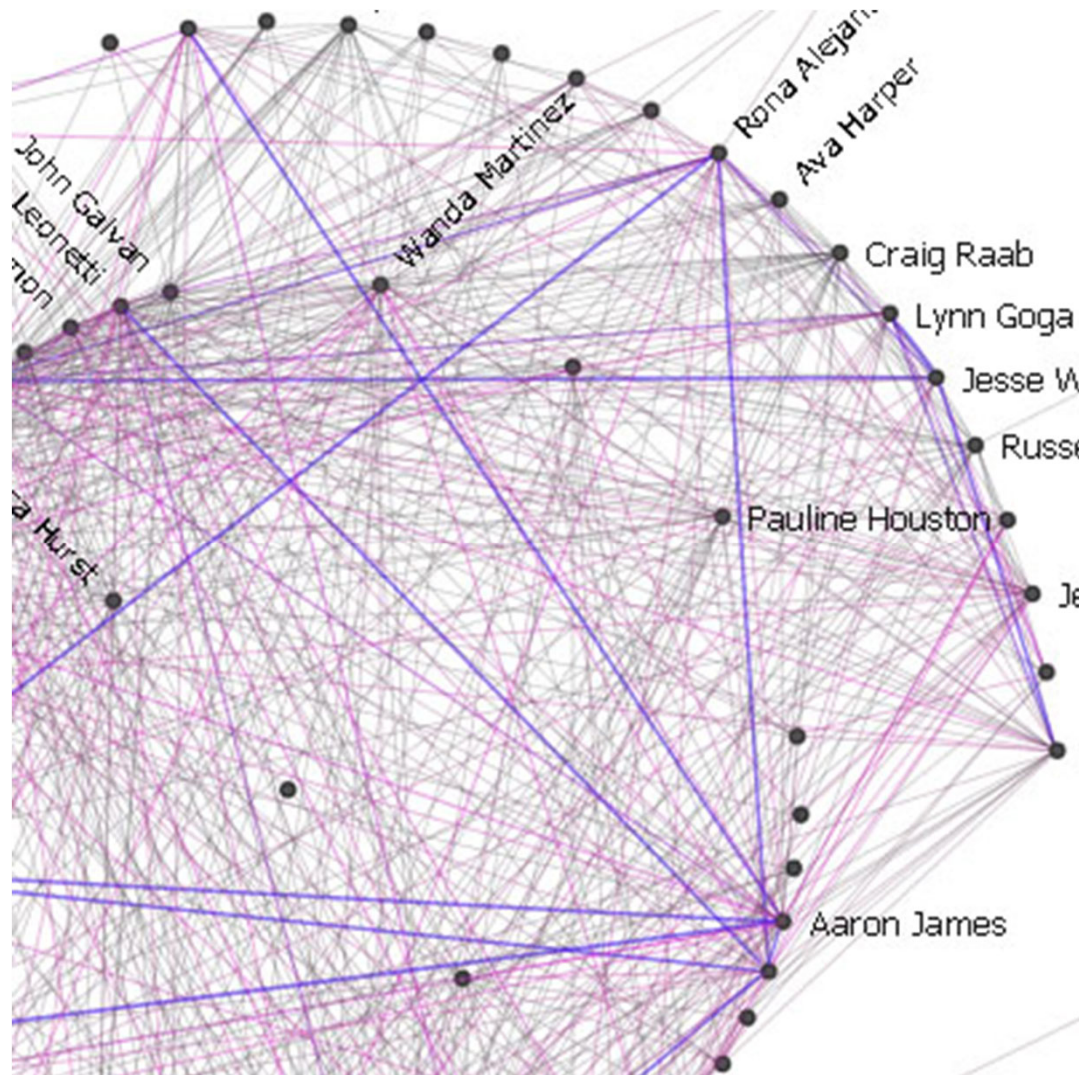 Rona Alejan
Ava Harper
John Galvan
Leonetti
Wanda Martinez
Craig Raab
Lynn Goga
Jesse W
Russe
Pauline Houston
Je
Hurst
Aaron James